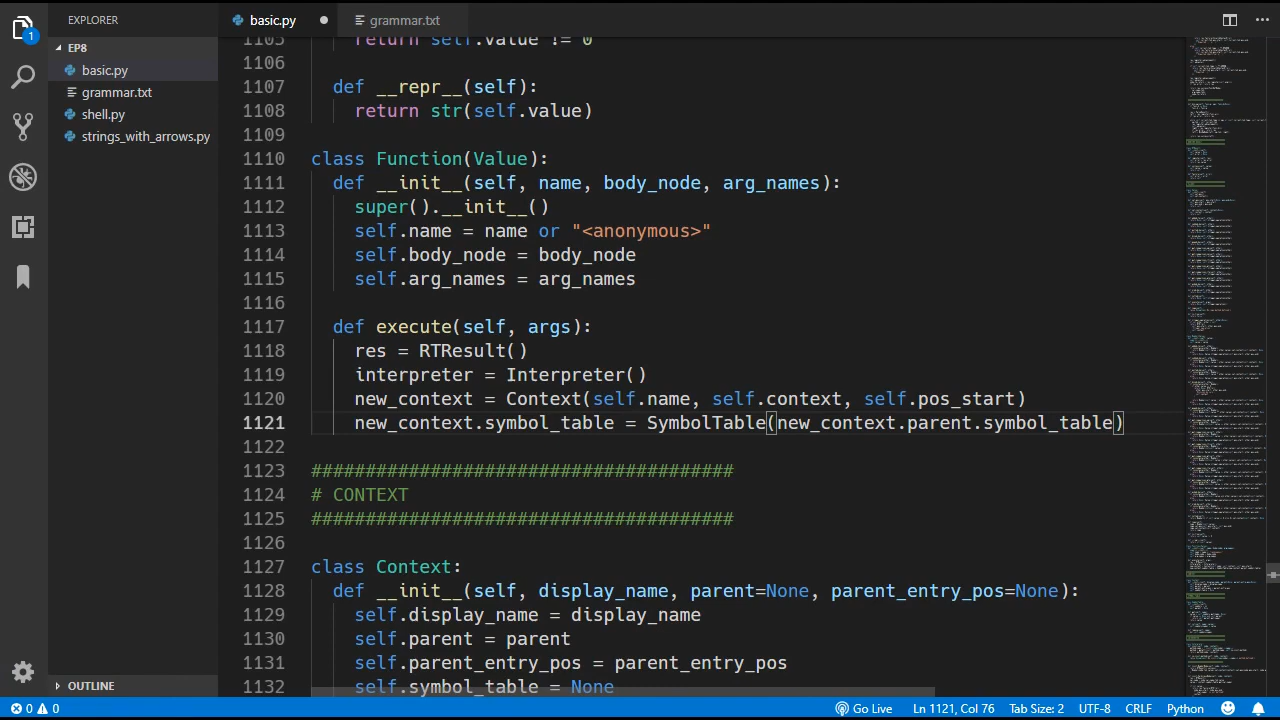 EXPLORER
basic.py
grammar.txt
1
EP8
basic.py
grammar.txt
shell.py
strings_with_arrows.py
OUTLINE
1105 return self.value != 0
1106
1107 def __repr__(self):
1108 return str(self.value)
1109
1110 class Function(Value):
1111 def __init__(self, name, body_node, arg_names):
1112 super().__init__()
1113 self.name = name or "<anonymous>"
1114 self.body_node = body_node
1115 self.arg_names = arg_names
1116
1117 def execute(self, args):
1118 res = RTResult()
1119 interpreter = Interpreter()
1120 new_context = Context(self.name, self.context, self.pos_start)
1121 new_context.symbol_table = SymbolTable(new_context.parent.symbol_table)
1122
1123 #######################################
1124 # CONTEXT
1125 #######################################
1126
1127 class Context:
1128 def __init__(self, display_name, parent=None, parent_entry_pos=None):
1129 self.display_name = display_name
1130 self.parent = parent
1131 self.parent_entry_pos = parent_entry_pos
1132 self.symbol_table = None
0 0 Go Live Ln 1121, Col 76 Tab Size: 2 UTF-8 CRLF Python